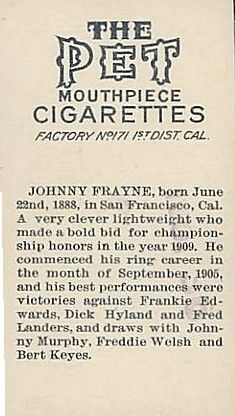 THE
PET
MOUTHPIECE
CIGARETTES
FACTORY Nº 171 1ST DIST. CAL.
JOHNNY FRAYNE, born June
22nd, 1888, in San Francisco, Cal.
A very clever lightweight who
made a bold bid for champion-
ship honors in the year 1909. He
commenced his ring career in
the month of September, 1905,
and his best performances were
victories against Frankie Ed-
wards, Dick Hyland and Fred
Landers, and draws with John-
ny Murphy, Freddie Welsh and
Bert Keyes.